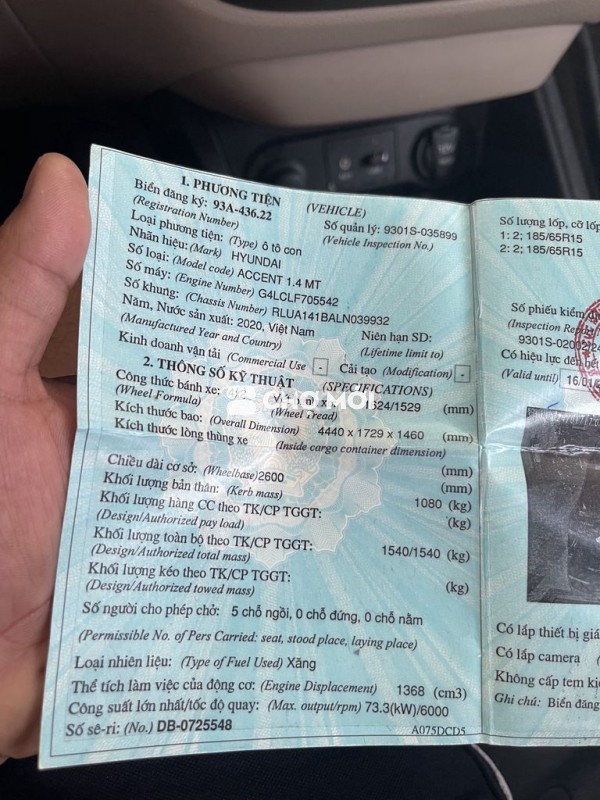 1. PHƯƠNG TIỆN (VEHICLE)
Biển đăng ký: 93A-436.22
(Registration Number)
Số quản lý: 9301S-035899
(Vehicle Inspection No.)
Loại phương tiện: (Type) ô tô con
Nhãn hiệu: (Mark) HYUNDAI
Số loại: (Model code) ACCENT 1.4 MT
Số máy: (Engine Number) G4LCLF705542
Số khung: (Chassis Number) RLUA141BALN039932
Năm, Nước sản xuất: 2020, Việt Nam
(Manufactured Year and Country)
Niên hạn SD:
(Lifetime limit to)
Kinh doanh vận tải (Commercial Use - Cải tạo (Modification) -
2. THÔNG SỐ KỸ THUẬT (SPECIFICATIONS)
Công thức bánh xe: 1524/1529 (mm)
(Wheel Formula) (Wheel Tread)
CHỢ MỚI
Kích thước bao: (Overall Dimension) 4440 x 1729 x 1460 (mm)
Kích thước lòng thùng xe (Inside cargo container dimension)
(mm)
Chiều dài cơ sở: (Wheelbase) 2600 (mm)
Khối lượng bản thân: (Kerb mass) 1080 (kg)
Khối lượng hàng CC theo TK/CP TGGT: (kg)
(Design/Authorized pay load)
Khối lượng toàn bộ theo TK/CP TGGT: 1540/1540 (kg)
(Design/Authorized total mass)
Khối lượng kéo theo TK/CP TGGT: (kg)
(Design/Authorized towed mass)
Số người cho phép chở: 5 chỗ ngồi, 0 chỗ đứng, 0 chỗ nằm
(Permissible No. of Pers Carried: seat, stood place, laying place)
Loại nhiên liệu: (Type of Fuel Used) Xăng
Thể tích làm việc của động cơ: (Engine Displacement) 1368 (cm3)
Công suất lớn nhất/tốc độ quay: (Max. output/rpm) 73.3(kW)/6000
Số sê-ri: (No.) DB-0725548
A075DCD5
Số lượng lốp, cỡ lốp
1: 2; 185/65R15
2: 2; 185/65R15
Số phiếu kiểm
(Inspection
9301S-
Có hiệu lực đến
(Valid until) 16/01/
Có lắp thiết bị
Có lắp camera
Không cấp tem
Ghi chú: Biển